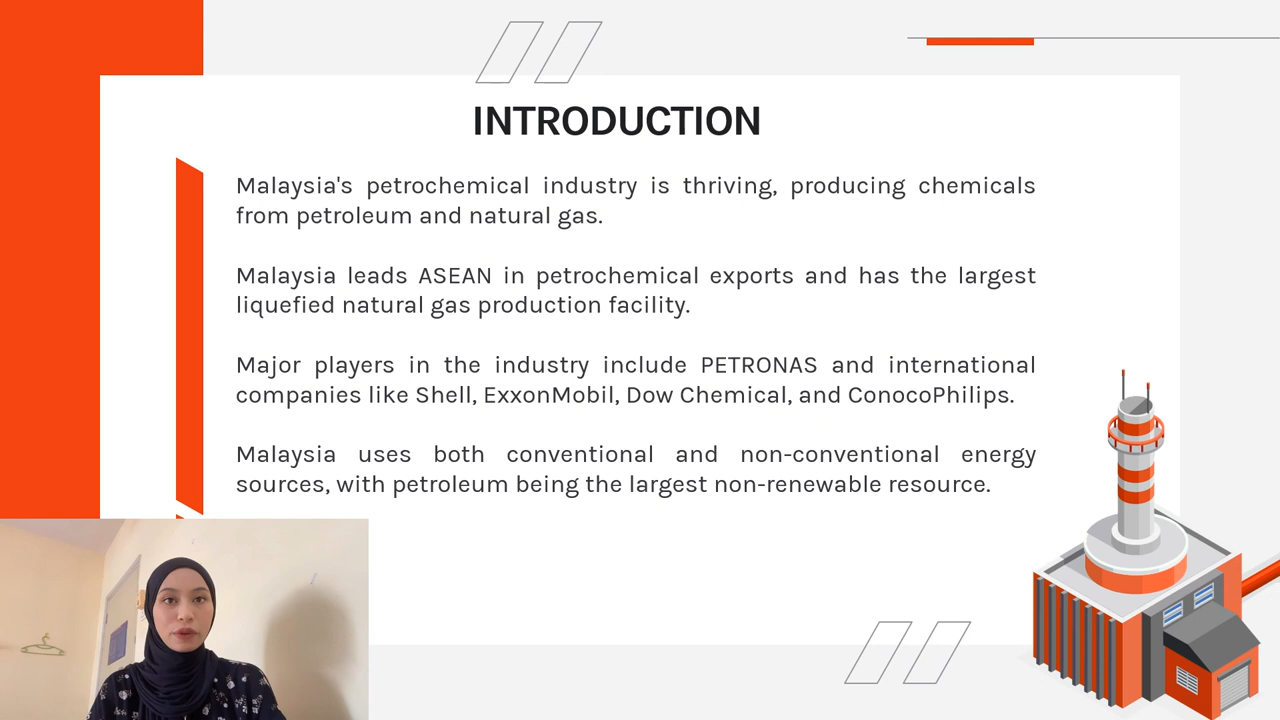 INTRODUCTION
Malaysia's petrochemical industry is thriving, producing chemicals
from petroleum and natural gas.
Malaysia leads ASEAN in petrochemical exports and has the largest
liquefied natural gas production facility.
Major players in the industry include PETRONAS and international
companies like Shell, ExxonMobil, Dow Chemical, and ConocoPhilips.
Malaysia uses both conventional and non-conventional energy
sources, with petroleum being the largest non-renewable resource.